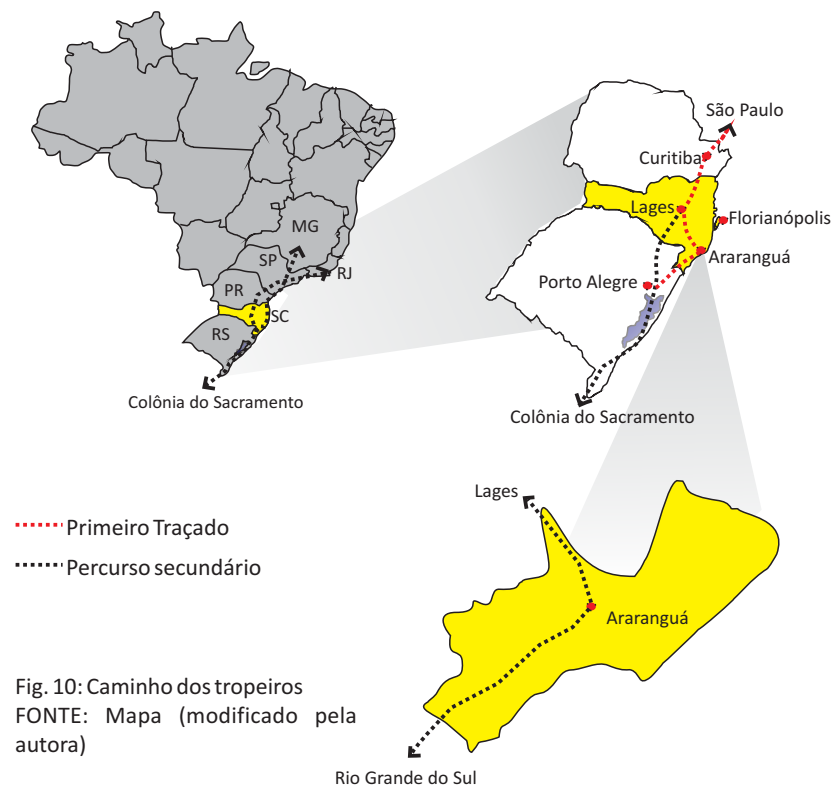 MG
SP
RJ
PR
SC
RS
Colônia do Sacramento
São Paulo
Curitiba
Lages
Florianópolis
Araranguá
Porto Alegre
Colônia do Sacramento
Primeiro Traçado
Percurso secundário
Lages
Araranguá
Rio Grande do Sul
Fig. 10: Caminho dos tropeiros
FONTE: Mapa (modificado pela
autora)